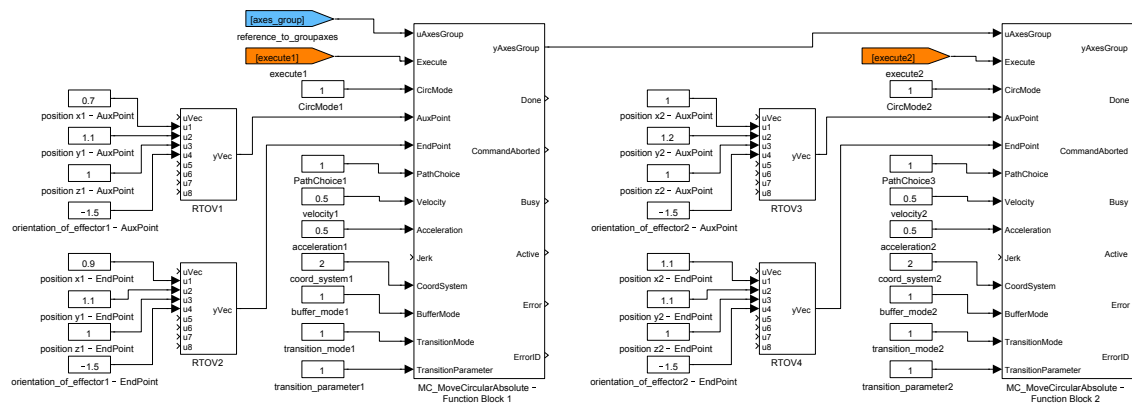 [axes_group]
reference_to_groupaxes
[execute1]
execute1
1
CircMode1
0.7
position x1 - AuxPoint
1.1
position y1 - AuxPoint
1
position z1 - AuxPoint
-1.5
orientation_of_effector1 - AuxPoint
uVec
u1
u2
u3
u4
u5
u6
u7
u8
yVec
RTOV1
0.9
position x1 - EndPoint
1.1
position y1 - EndPoint
1
position z1 - EndPoint
-1.5
orientation_of_effector1 - EndPoint
uVec
u1
u2
u3
u4
u5
u6
u7
u8
yVec
RTOV2
1
PathChoice1
0.5
velocity1
0.5
acceleration1
2
coord_system1
1
buffer_mode1
1
transition_mode1
1
transition_parameter1
uAxesGroup
Execute
CircMode
AuxPoint
EndPoint
PathChoice
Velocity
Acceleration
Jerk
CoordSystem
BufferMode
TransitionMode
TransitionParameter
yAxesGroup
Done
CommandAborted
Busy
Active
Error
ErrorID
MC_MoveCircularAbsolute -
Function Block 1
[execute2]
execute2
1
CircMode2
1
position x2 - AuxPoint
1.2
position y2 - AuxPoint
1
position z2 - AuxPoint
-1.5
orientation_of_effector2 - AuxPoint
uVec
u1
u2
u3
u4
u5
u6
u7
u8
yVec
RTOV3
1.1
position x2 - EndPoint
1.1
position y2 - EndPoint
1
position z2 - EndPoint
-1.5
orientation_of_effector2 - EndPoint
uVec
u1
u2
u3
u4
u5
u6
u7
u8
yVec
RTOV4
1
PathChoice3
0.5
velocity2
0.5
acceleration2
2
coord_system2
1
buffer_mode2
1
transition_mode2
1
transition_parameter2
uAxesGroup
Execute
CircMode
AuxPoint
EndPoint
PathChoice
Velocity
Acceleration
Jerk
CoordSystem
BufferMode
TransitionMode
TransitionParameter
yAxesGroup
Done
CommandAborted
Busy
Active
Error
ErrorID
MC_MoveCircularAbsolute -
Function Block 2